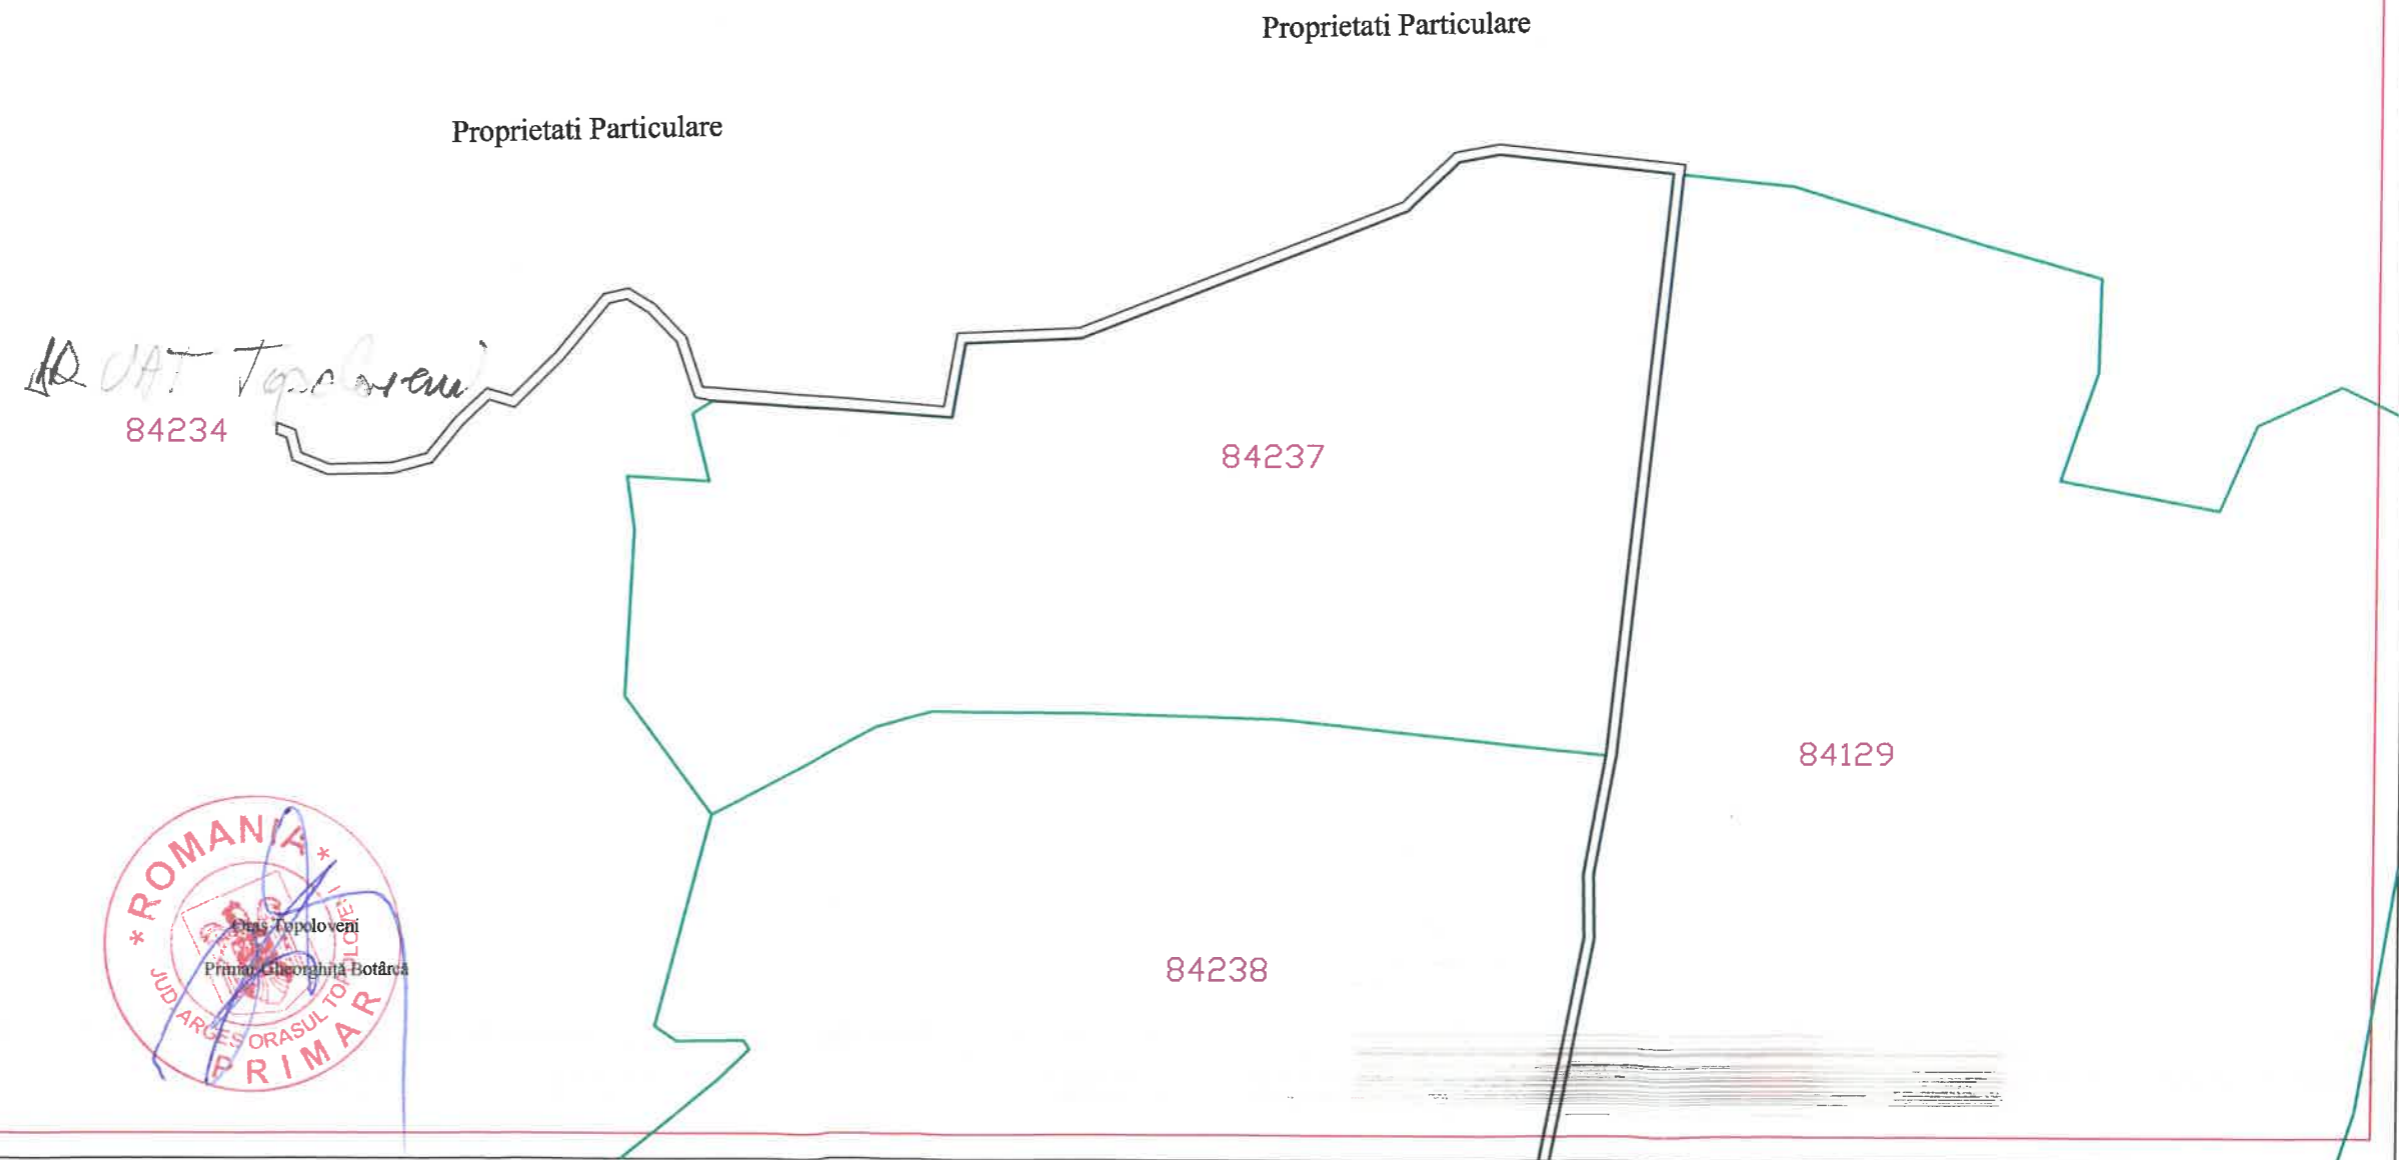 Proprietati Particulare
Proprietati Particulare
UAT Topoloveni
84234
84237
84129
84238
* ROMANIA *
JUD ARGES ORASUL TOPOLOVENI
PRIMAR
Oraș Topoloveni
Primar Gheorghiță Botârcă